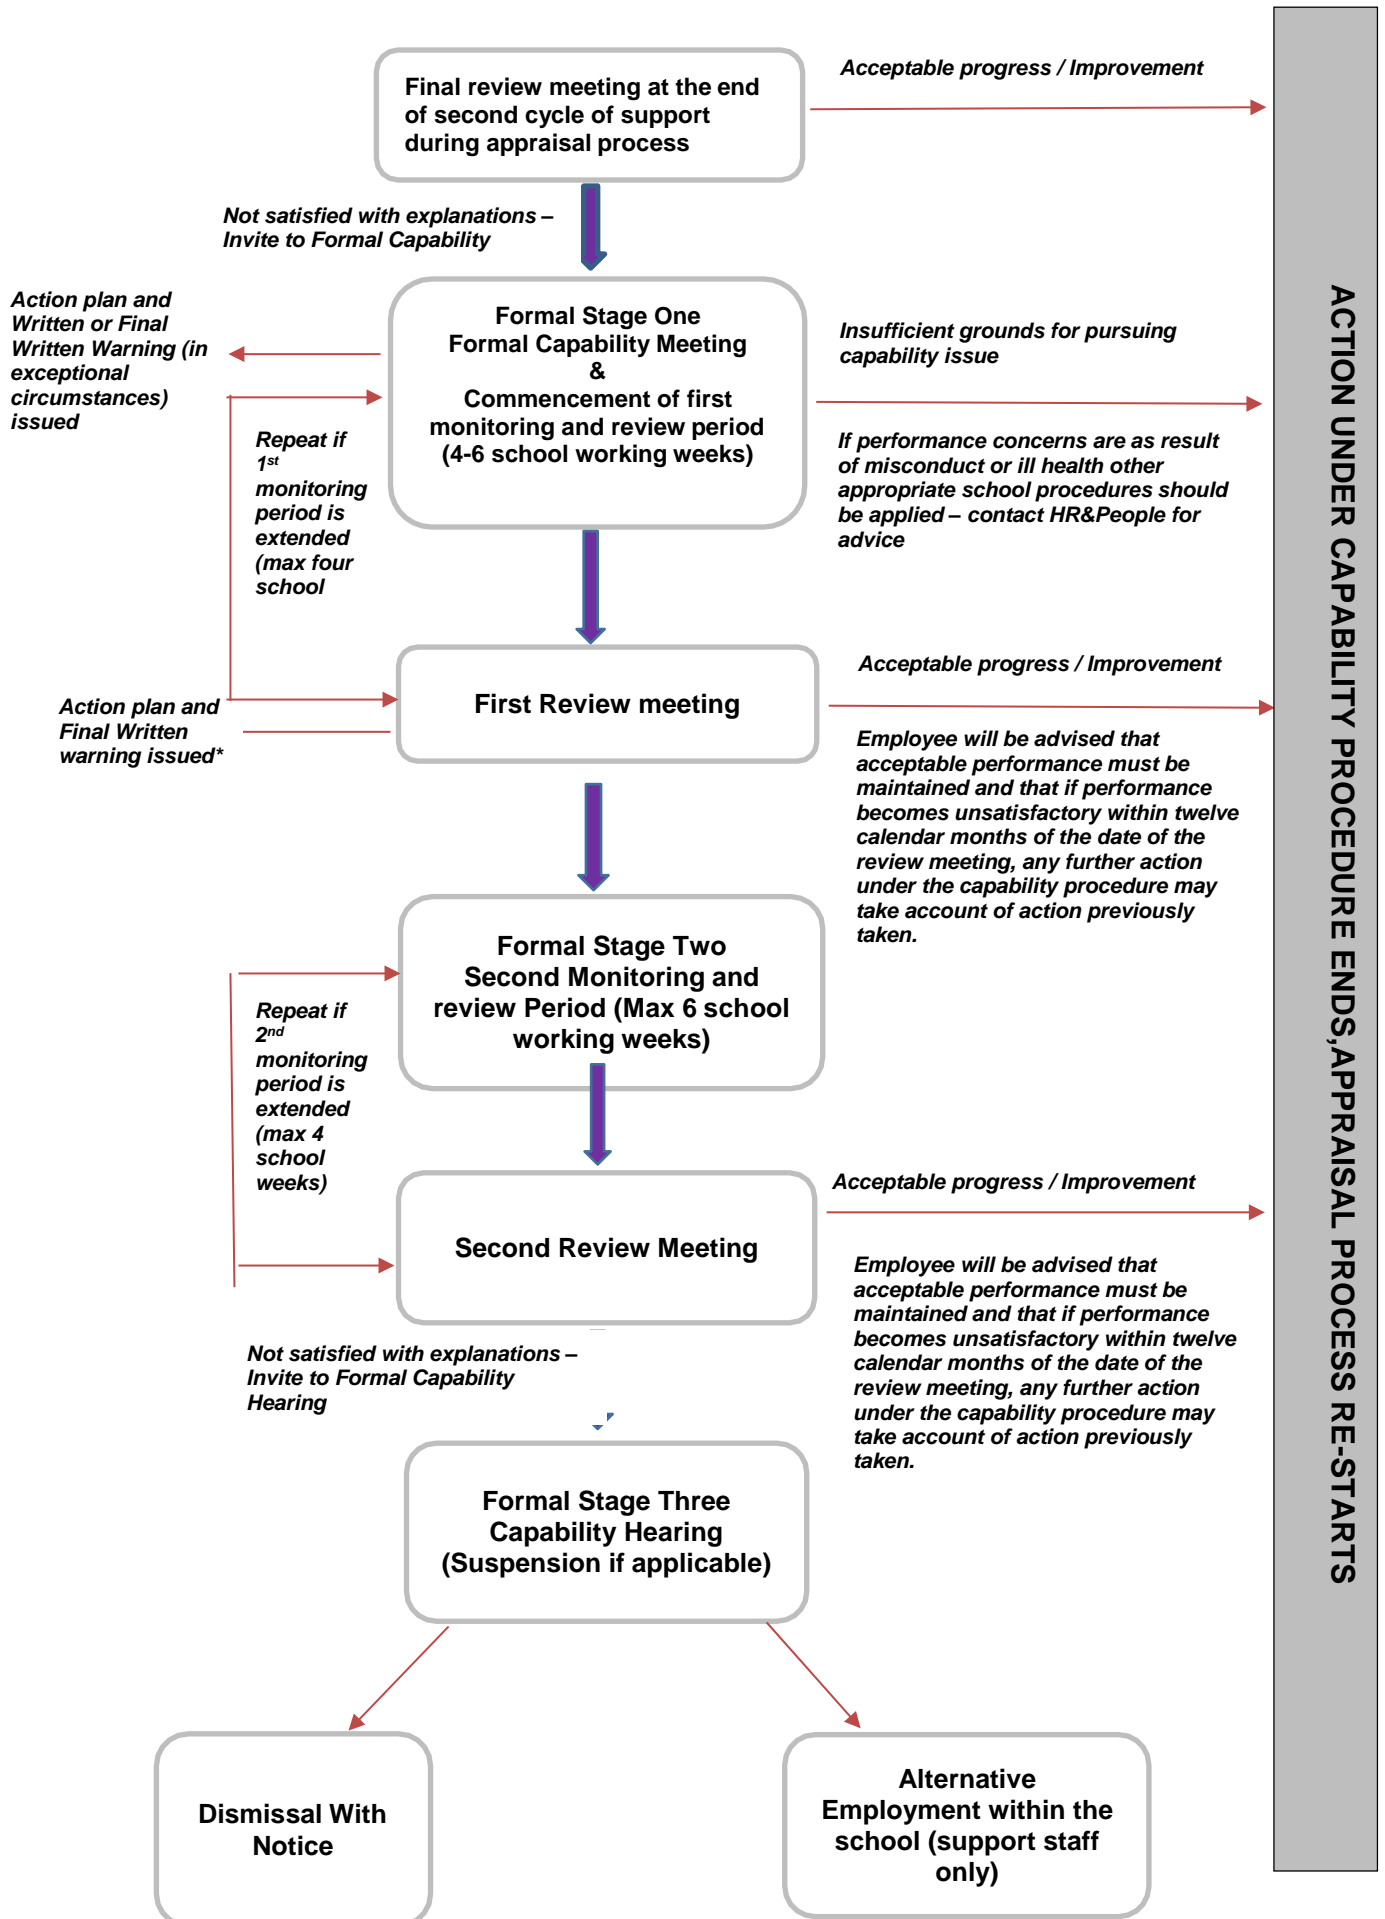 Final review meeting at the end
of second cycle of support
during appraisal process
Acceptable progress / Improvement
Not satisfied with explanations –
Invite to Formal Capability
Action plan and
Written or Final
Written Warning (in
exceptional
circumstances)
issued
Formal Stage One
Formal Capability Meeting
&
Commencement of first
monitoring and review period
(4-6 school working weeks)
Insufficient grounds for pursuing
capability issue
If performance concerns are as result
of misconduct or ill health other
appropriate school procedures should
be applied – contact HR&People for
advice
Repeat if
1st
monitoring
period is
extended
(max four
school
First Review meeting
Acceptable progress / Improvement
Action plan and
Final Written
warning issued*
Employee will be advised that
acceptable performance must be
maintained and that if performance
becomes unsatisfactory within twelve
calendar months of the date of the
review meeting, any further action
under the capability procedure may
take account of action previously
taken.
Formal Stage Two
Second Monitoring and
review Period (Max 6 school
working weeks)
Repeat if
2nd
monitoring
period is
extended
(max 4
school
weeks)
Second Review Meeting
Acceptable progress / Improvement
Employee will be advised that
acceptable performance must be
maintained and that if performance
becomes unsatisfactory within twelve
calendar months of the date of the
review meeting, any further action
under the capability procedure may
take account of action previously
taken.
Not satisfied with explanations –
Invite to Formal Capability
Hearing
Formal Stage Three
Capability Hearing
(Suspension if applicable)
Dismissal With
Notice
Alternative
Employment within the
school (support staff
only)
ACTION UNDER CAPABILITY PROCEDURE ENDS,APPRAISAL PROCESS RE-STARTS